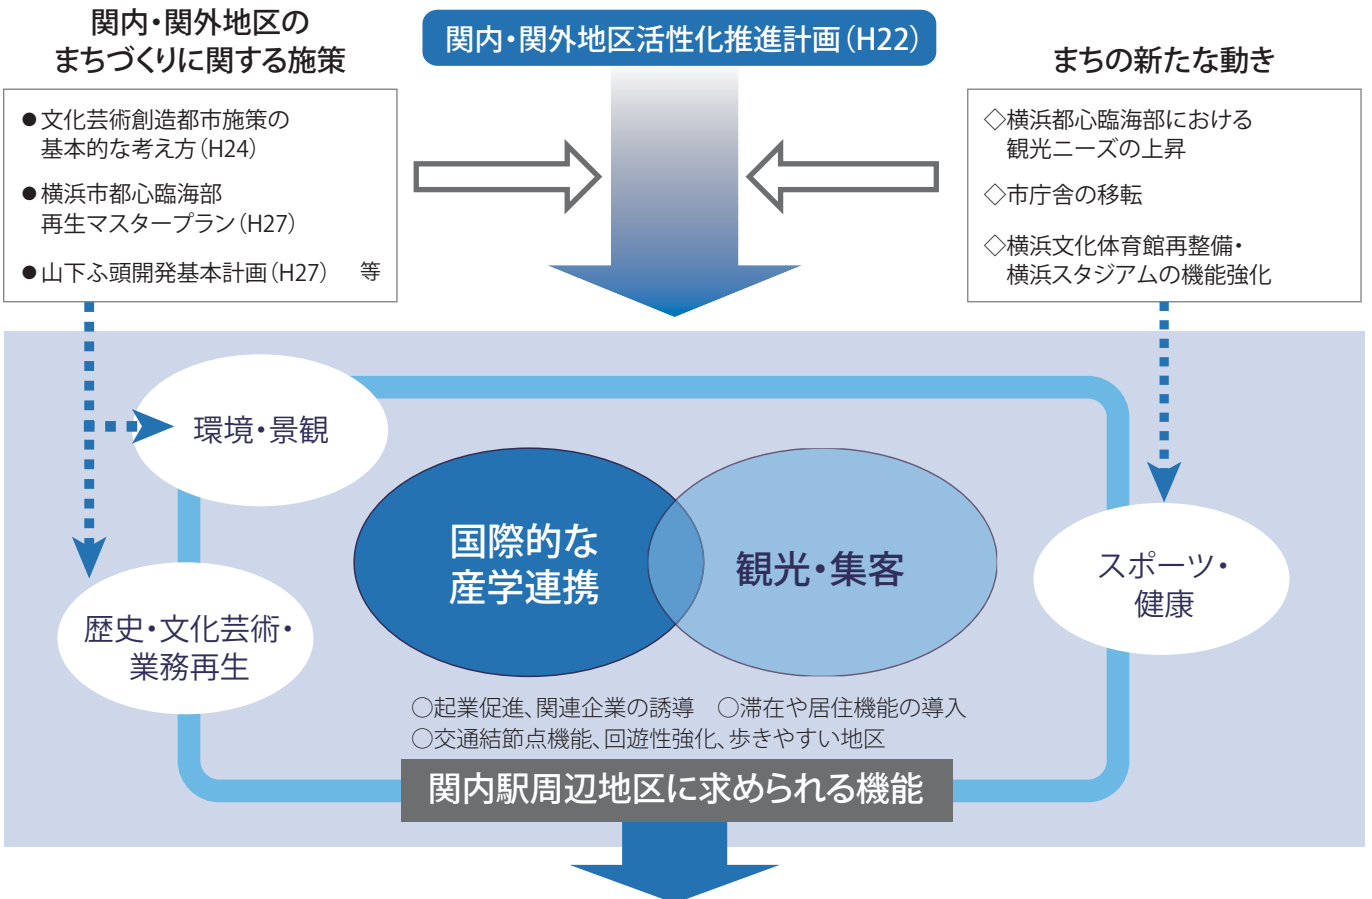 関内・関外地区の
まちづくりに関する施策
●文化芸術創造都市施策の
基本的な考え方(H24)
●横浜市都心臨海部
再生マスタープラン(H27)
●山下ふ頭開発基本計画(H27) 等
関内・関外地区活性化推進計画(H22)
まちの新たな動き
◇横浜都心臨海部における
観光ニーズの上昇
◇市庁舎の移転
◇横浜文化体育館再整備・
横浜スタジアムの機能強化
環境・景観
歴史・文化芸術・
業務再生
国際的な
産学連携
観光・集客
スポーツ・
健康
○起業促進、関連企業の誘導 ○滞在や居住機能の導入
○交通結節点機能、回遊性強化、歩きやすい地区
関内駅周辺地区に求められる機能